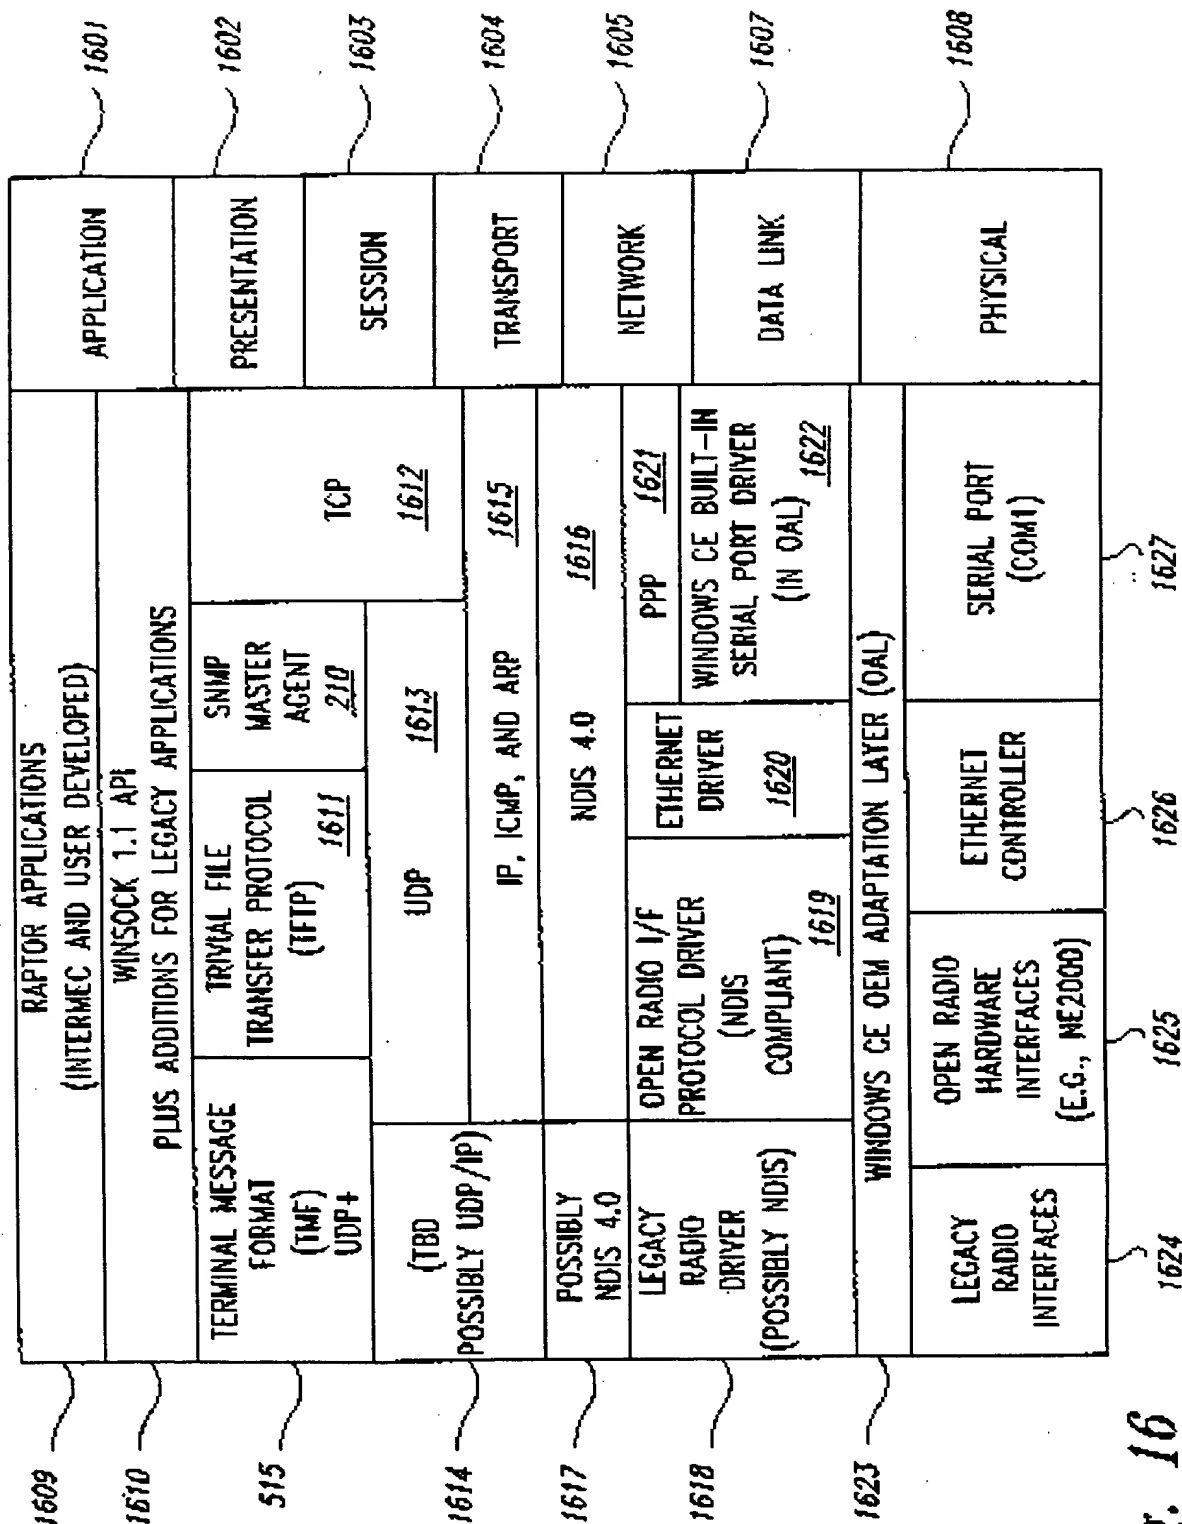 1609
RAPTOR APPLICATIONS
(INTERMEC AND USER DEVELOPED)
APPLICATION
1601
1610
WINSOCK 1.1 API
PLUS ADDITIONS FOR LEGACY APPLICATIONS
515
TERMINAL MESSAGE
FORMAT
(TMF)
UDP+
TRIVIAL FILE
TRANSFER PROTOCOL
(TFTP)
1611
SNMP
MASTER
AGENT
210
TCP
1612
PRESENTATION
1602
SESSION
1603
1614
(TBD
POSSIBLY UDP/IP)
UDP
1613
TRANSPORT
1604
IP, ICMP, AND ARP
1615
1617
POSSIBLY
NDIS 4.0
NDIS 4.0
1616
NETWORK
1605
1618
LEGACY
RADIO
DRIVER
(POSSIBLY NDIS)
OPEN RADIO I/F
PROTOCOL DRIVER
(NDIS
COMPLIANT)
1619
ETHERNET
DRIVER
1620
PPP
1621
WINDOWS CE BUILT-IN
SERIAL PORT DRIVER
(IN OAL)
1622
DATA LINK
1607
1623
WINDOWS CE OEM ADAPTATION LAYER (OAL)
LEGACY
RADIO
INTERFACES
1624
OPEN RADIO
HARDWARE
INTERFACES
(E.G., NE2000)
1625
ETHERNET
CONTROLLER
1626
SERIAL PORT
(COM1)
1627
PHYSICAL
1608
16